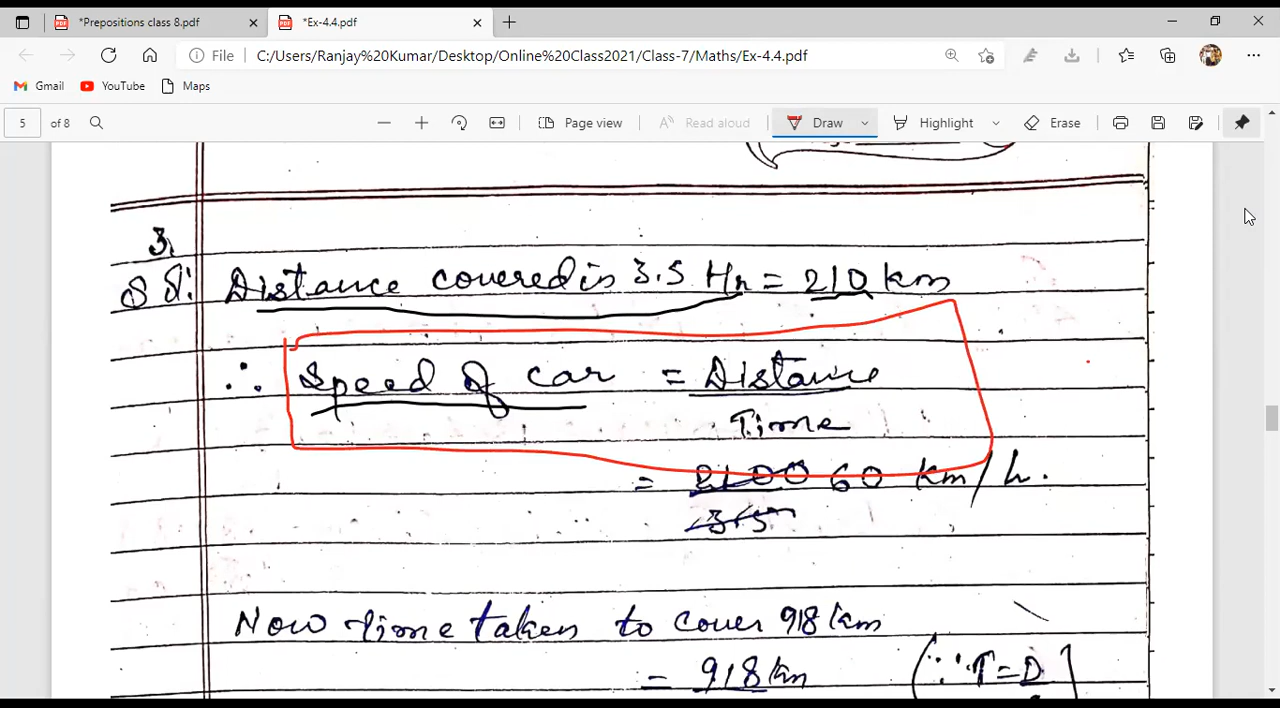 *Prepositions class 8.pdf
*Ex-4.4.pdf
File C:/Users/Ranjay%20Kumar/Desktop/Online%20Class2021/Class-7/Maths/Ex-4.4.pdf
Gmail YouTube Maps
5 of 8 Page view Read aloud Draw Highlight Erase
3.
Sol: Distance covered in 3.5 Hr = 210 km
∴ Speed of car = Distance
Time
= 2100 60 km/h.
3.5
Now time taken to cover 918 km
= 918 km (∵ T = D